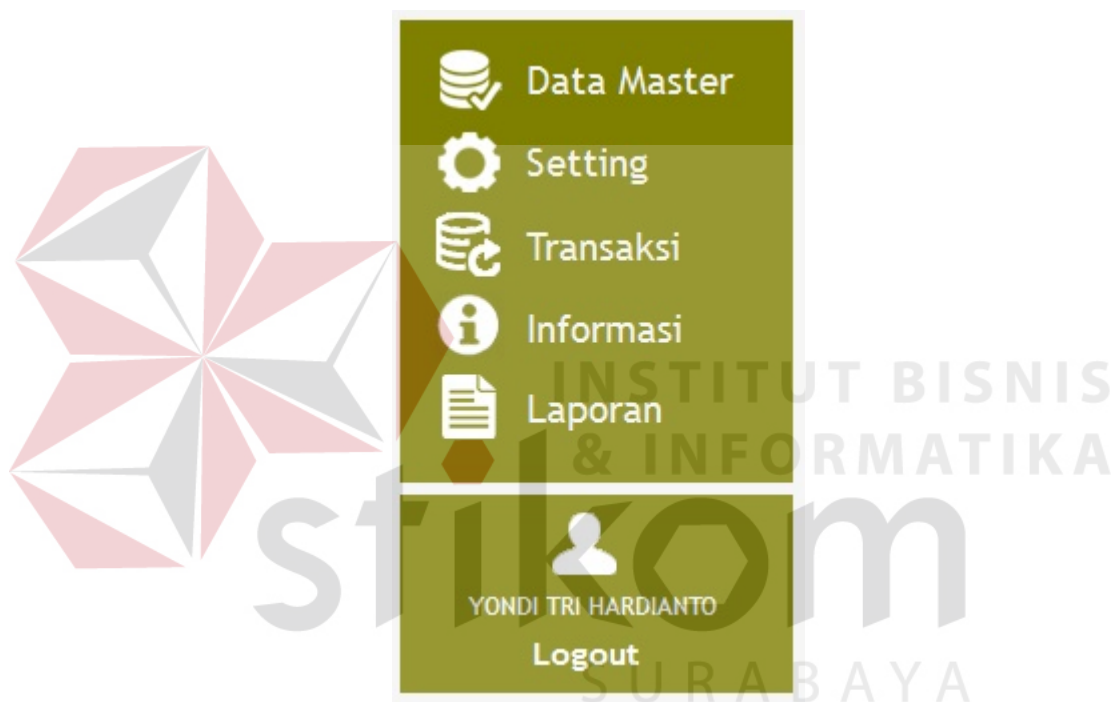 Data Master
Setting
Transaksi
Informasi
Laporan
YONDI TRI HARDIANTO
Logout
INSTITUT BISNIS
& INFORMATIKA
stikom
SURABAYA